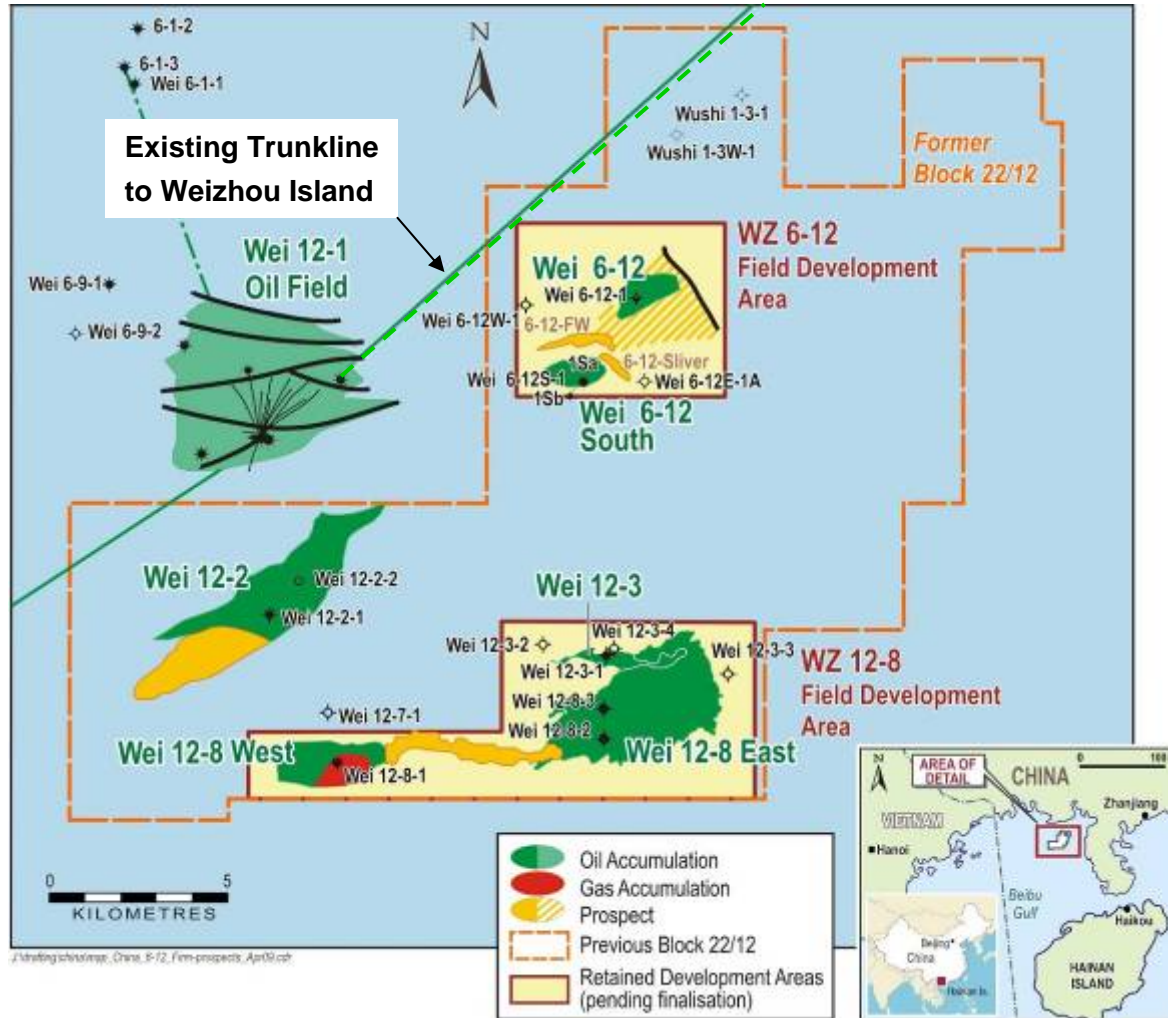 6-1-2
6-1-3
Wei 6-1-1
N
Existing Trunkline
to Weizhou Island
Wushi 1-3-1
Wushi 1-3W-1
Former
Block 22/12
Wei 12-1
Oil Field
Wei 6-9-1
Wei 6-9-2
WZ 6-12
Field Development
Area
Wei 6-12
Wei 6-12-1
Wei 6-12W-1
6-12-FW
6-12-Sliver
1Sa
Wei 6-12S-1
1Sb
Wei 6-12E-1A
Wei 6-12
South
Wei 12-2
Wei 12-2-2
Wei 12-2-1
Wei 12-3
Wei 12-3-2
Wei 12-3-4
Wei 12-3-3
Wei 12-3-1
WZ 12-8
Field Development
Area
Wei 12-8-3
Wei 12-8-2
Wei 12-7-1
Wei 12-8 West
Wei 12-8-1
Wei 12-8 East
0 5
KILOMETRES
Oil Accumulation
Gas Accumulation
Prospect
Previous Block 22/12
Retained Development Areas
(pending finalisation)
N
AREA OF
DETAIL
CHINA
0 100
Zhanjiang
VIETNAM
Hanoi
Beibu
Gulf
Haikou
HAINAN
ISLAND
Beijing
China
Hainan Is.